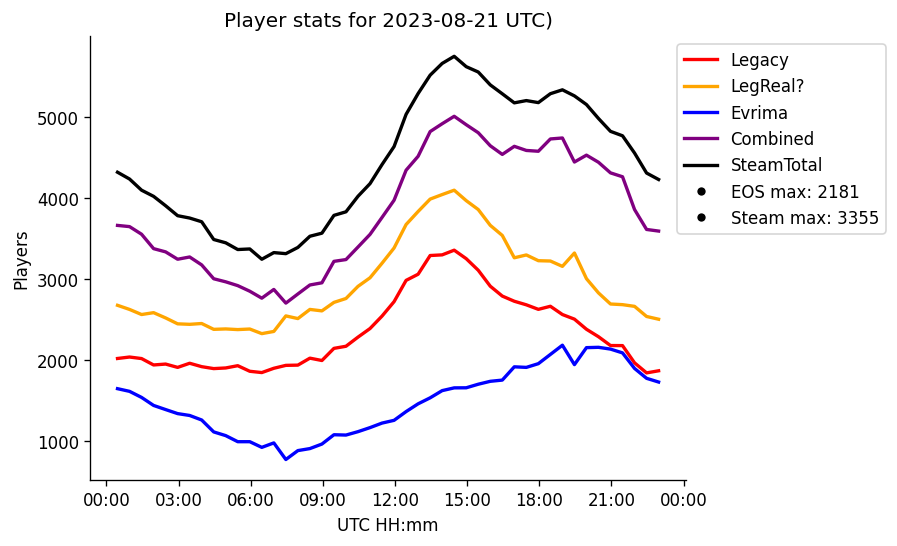 Player stats for 2023-08-21 UTC)
Legacy
LegReal?
Evrima
Combined
SteamTotal
EOS max: 2181
Steam max: 3355
Players
5000
4000
3000
2000
1000
00:00 03:00 06:00 09:00 12:00 15:00 18:00 21:00 00:00
UTC HH:mm